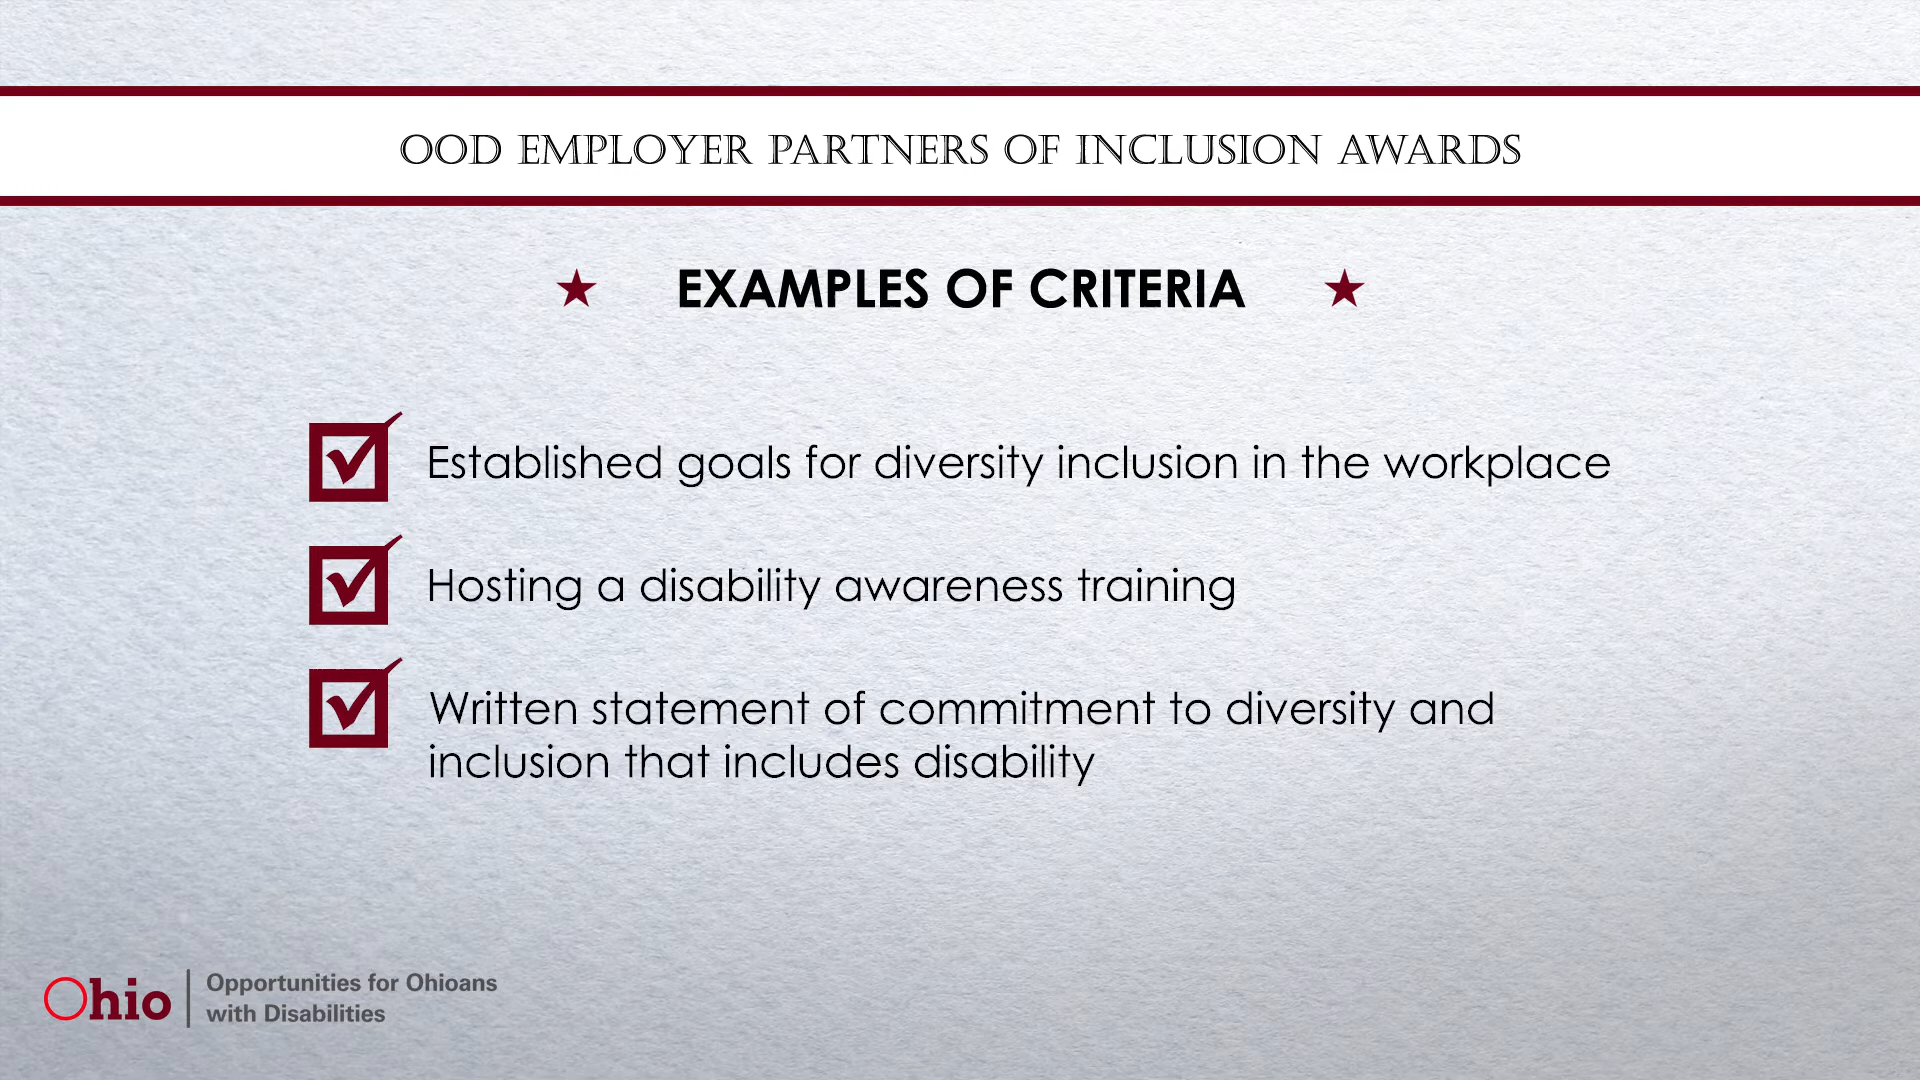 OOD EMPLOYER PARTNERS OF INCLUSION AWARDS
EXAMPLES OF CRITERIA
Established goals for diversity inclusion in the workplace
Hosting a disability awareness training
Written statement of commitment to diversity and
inclusion that includes disability
Ohio
Opportunities for Ohioans
with Disabilities